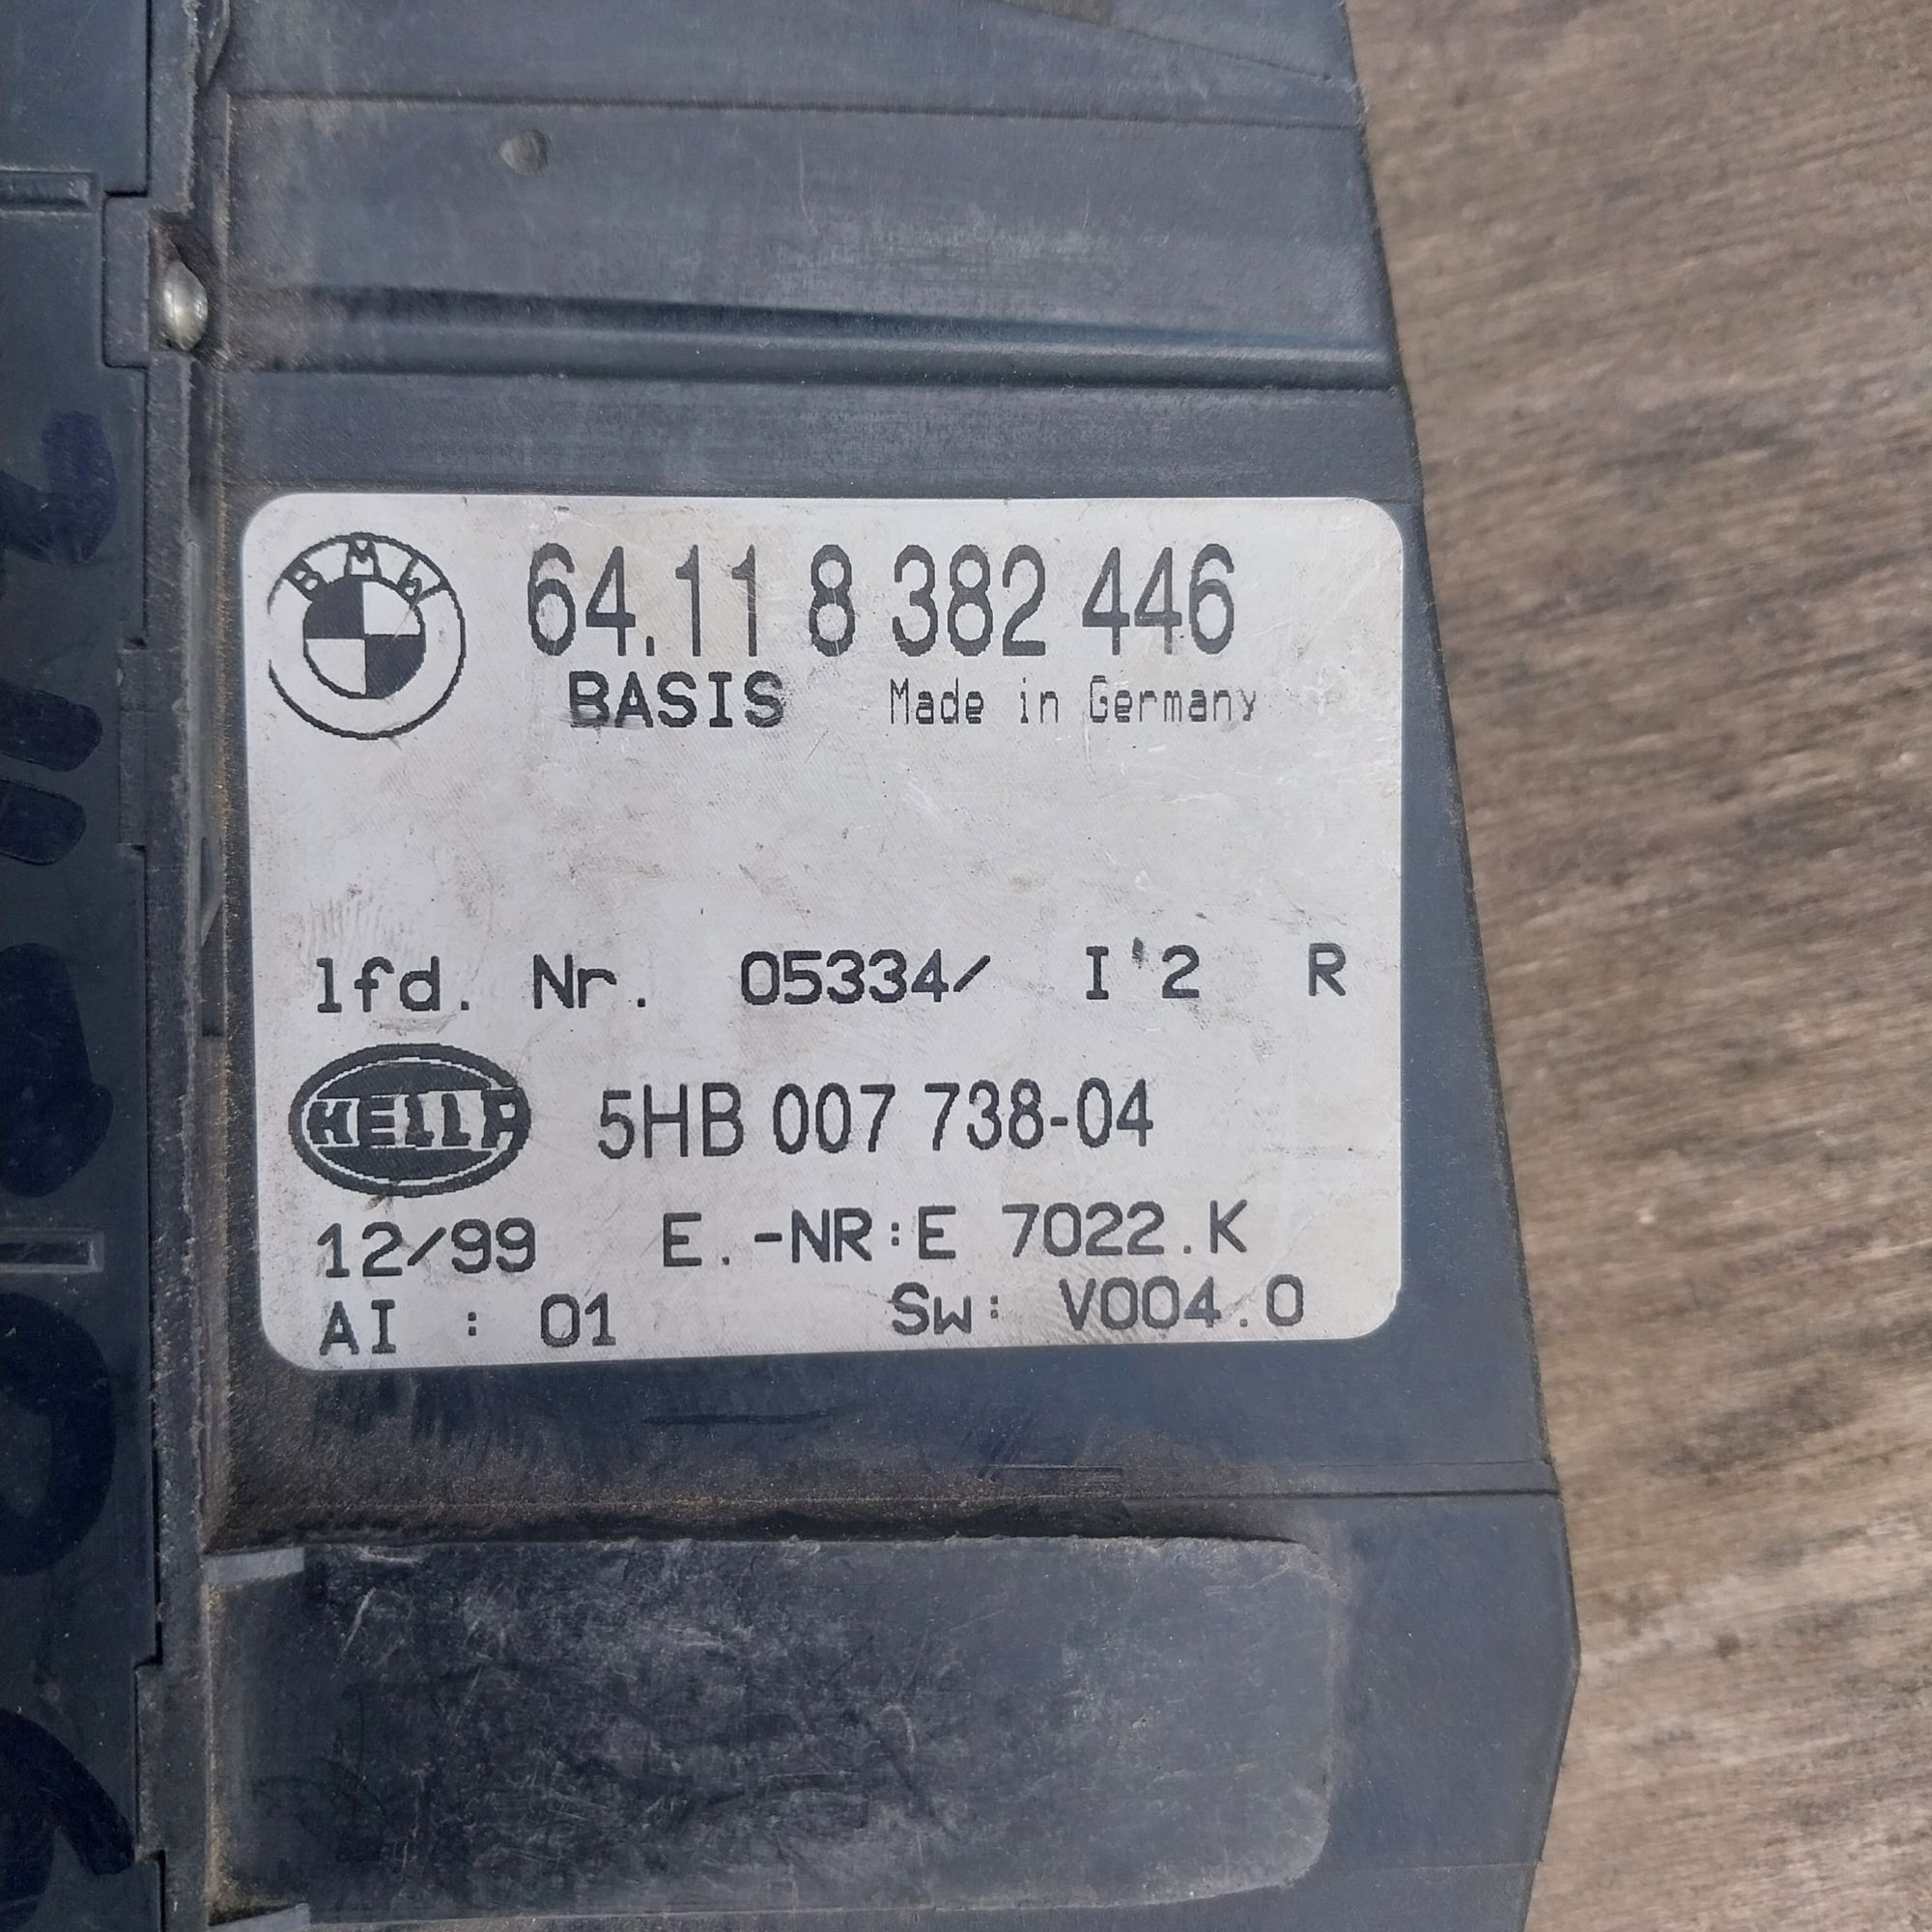 BMW
64.11 8 382 446
BASIS Made in Germany
lfd. Nr. 05334/ I'2 R
HELLA 5HB 007 738-04
12/99 E.-NR:E 7022.K
AI : 01 Sw: V004.0